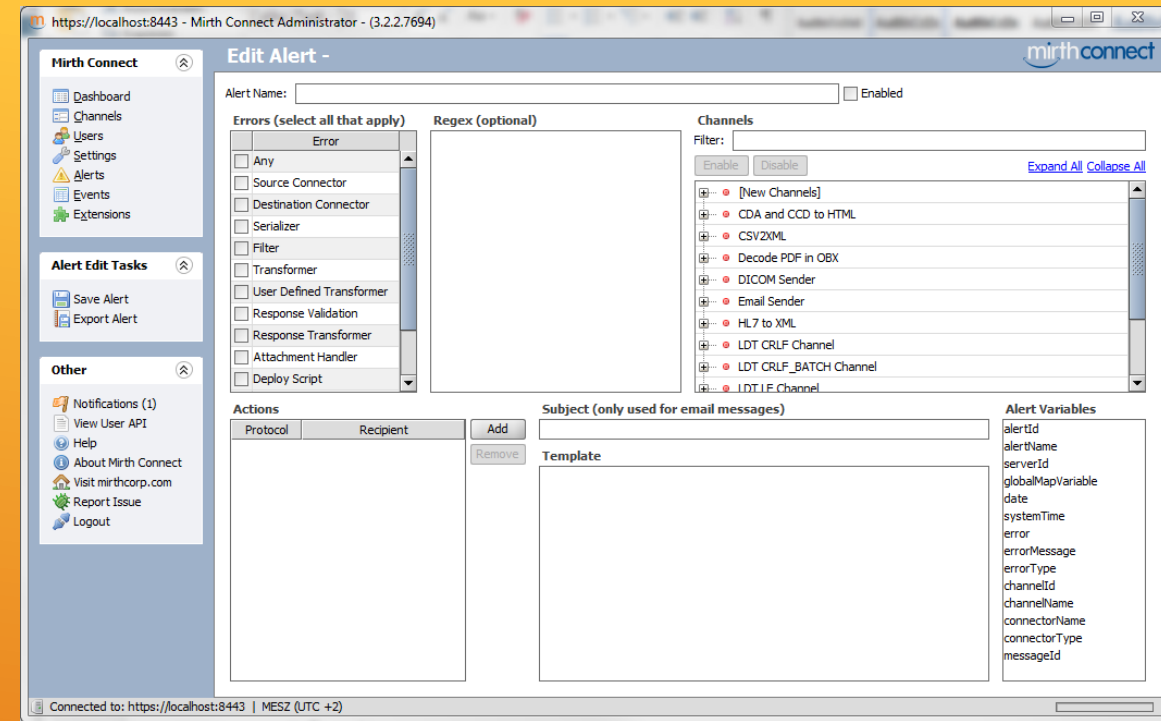 https://localhost:8443 - Mirth Connect Administrator - (3.2.2.7694)
Mirth Connect
Dashboard
Channels
Users
Settings
Alerts
Events
Extensions
Alert Edit Tasks
Save Alert
Export Alert
Other
Notifications (1)
View User API
Help
About Mirth Connect
Visit mirthcorp.com
Report Issue
Logout
Edit Alert -
mirthconnect
Alert Name:
Enabled
Errors (select all that apply)
Error
Any
Source Connector
Destination Connector
Serializer
Filter
Transformer
User Defined Transformer
Response Validation
Response Transformer
Attachment Handler
Deploy Script
Regex (optional)
Channels
Filter:
Enable Disable
Expand All Collapse All
[New Channels]
CDA and CCD to HTML
CSV2XML
Decode PDF in OBX
DICOM Sender
Email Sender
HL7 to XML
LDT CRLF Channel
LDT CRLF_BATCH Channel
LDT LF Channel
Actions
Protocol Recipient
Add
Remove
Subject (only used for email messages)
Template
Alert Variables
alertId
alertName
serverId
globalMapVariable
date
systemTime
error
errorMessage
errorType
channelId
channelName
connectorName
connectorType
messageId
Connected to: https://localhost:8443 | MESZ (UTC +2)